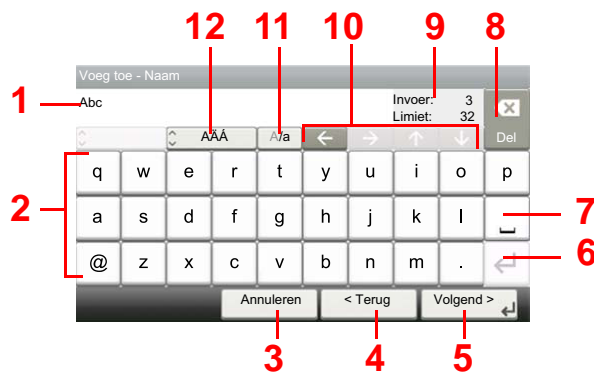 12 11 10 9 8
Voeg toe - Naam
1 Abc Invoer: 3
Limiet: 32
AÄÁ A/a ← → ↑ ↓ Del
2 q w e r t y u i o p
a s d f g h j k l 7
@ z x c v b n m . 6
Annuleren < Terug Volgend >
3 4 5